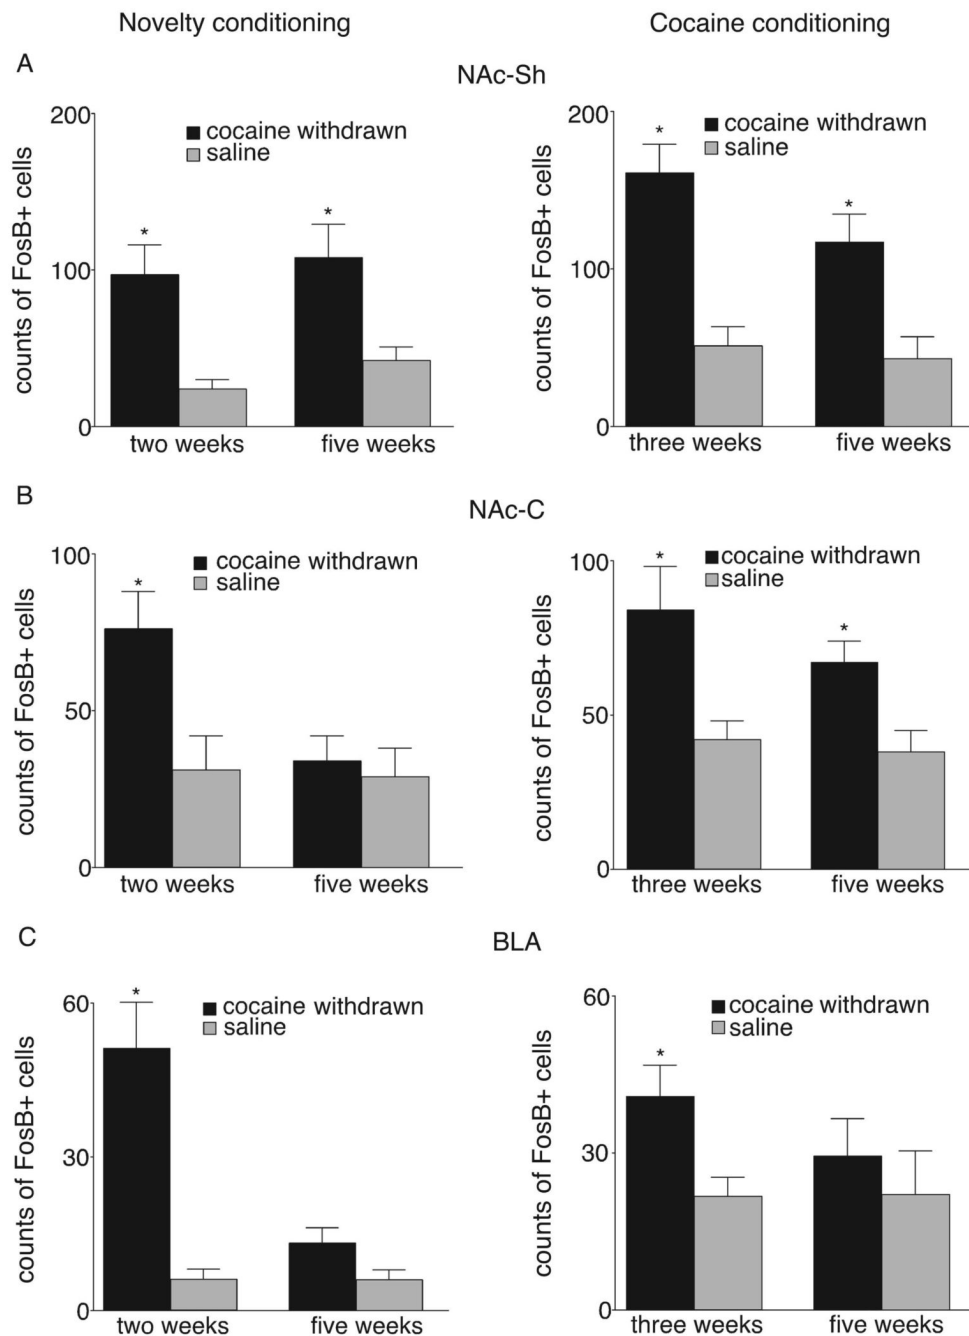 Novelty conditioning
Cocaine conditioning
A
NAc-Sh
200
100
0
counts of FosB+ cells
cocaine withdrawn
saline
*
*
two weeks
five weeks
200
100
0
counts of FosB+ cells
cocaine withdrawn
saline
*
*
three weeks
five weeks
B
NAc-C
100
50
0
counts of FosB+ cells
cocaine withdrawn
saline
*
two weeks
five weeks
100
50
0
counts of FosB+ cells
cocaine withdrawn
saline
*
*
three weeks
five weeks
C
BLA
60
30
0
counts of FosB+ cells
cocaine withdrawn
saline
*
two weeks
five weeks
60
30
0
counts of FosB+ cells
cocaine withdrawn
saline
*
three weeks
five weeks